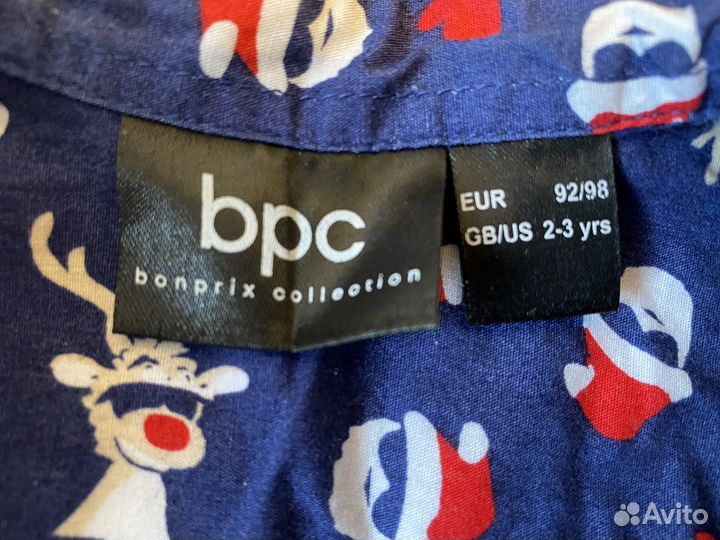 bpc
bonprix collection
EUR 92/98
GB/US 2-3 yrs
Avito